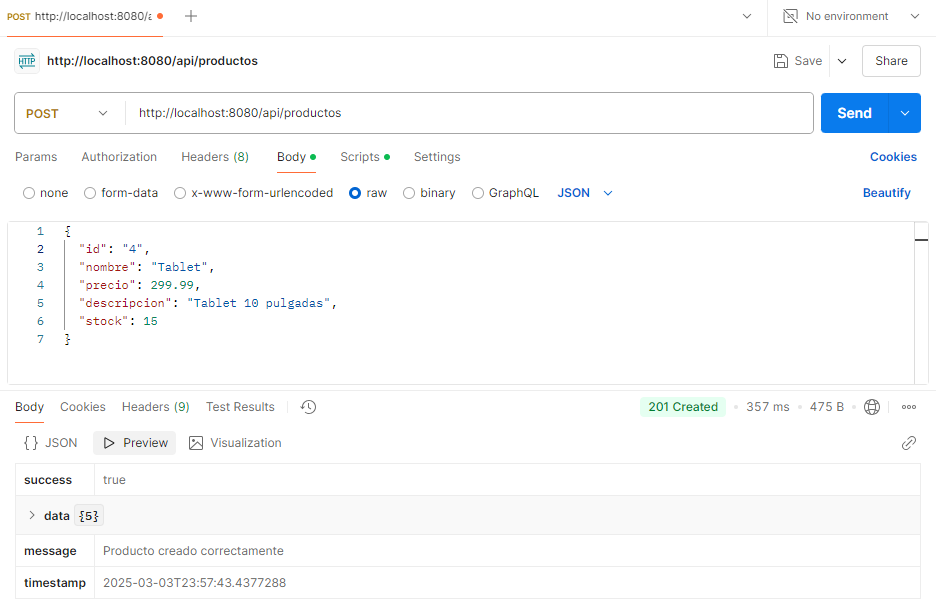 POST http://localhost:8080/a
No environment
HTTP http://localhost:8080/api/productos Save Share
POST http://localhost:8080/api/productos Send
Params Authorization Headers (8) Body Scripts Settings Cookies
none form-data x-www-form-urlencoded raw binary GraphQL JSON Beautify
1 {
2 "id": "4",
3 "nombre": "Tablet",
4 "precio": 299.99,
5 "descripcion": "Tablet 10 pulgadas",
6 "stock": 15
7 }
Body Cookies Headers (9) Test Results 201 Created 357 ms 475 B
{} JSON Preview Visualization
success true
data {5}
message Producto creado correctamente
timestamp 2025-03-03T23:57:43.4377288